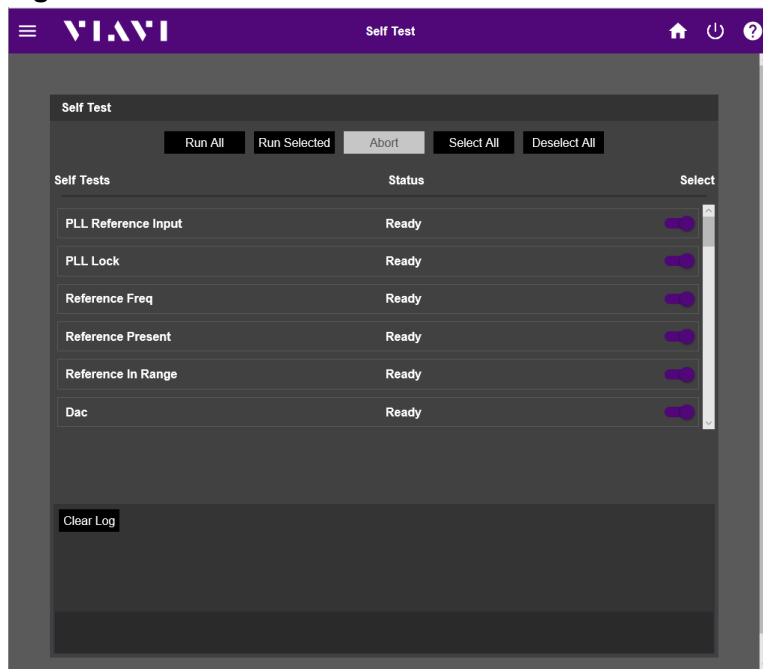 VIAVI Self Test ?
Self Test
Run All Run Selected Abort Select All Deselect All
Self Tests Status Select
PLL Reference Input Ready
PLL Lock Ready
Reference Freq Ready
Reference Present Ready
Reference In Range Ready
Dac Ready
Clear Log